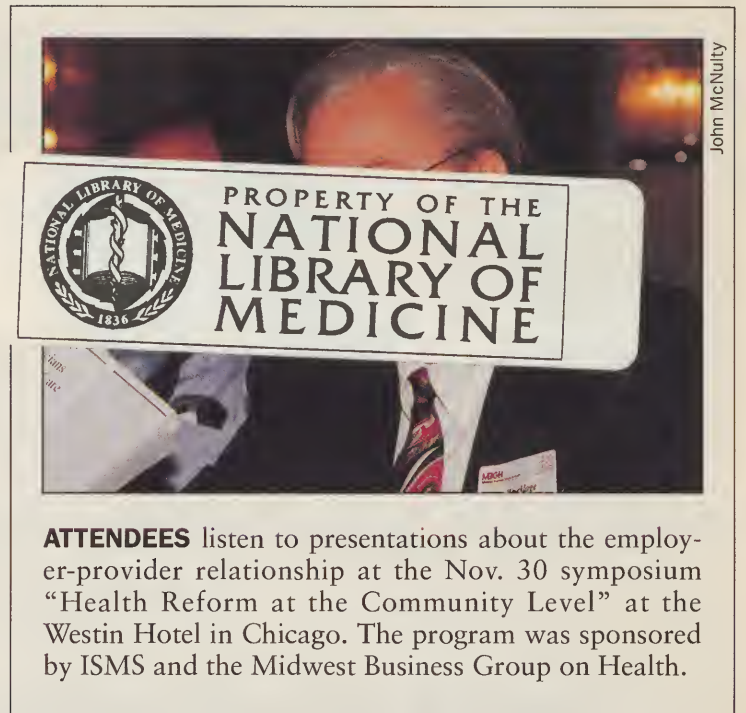 John McNulty
NATIONAL LIBRARY OF MEDICINE
1836
PROPERTY OF THE
NATIONAL
LIBRARY OF
MEDICINE
MBGH
ATTENDEES listen to presentations about the employ-
er-provider relationship at the Nov. 30 symposium
“Health Reform at the Community Level” at the
Westin Hotel in Chicago. The program was sponsored
by ISMS and the Midwest Business Group on Health.